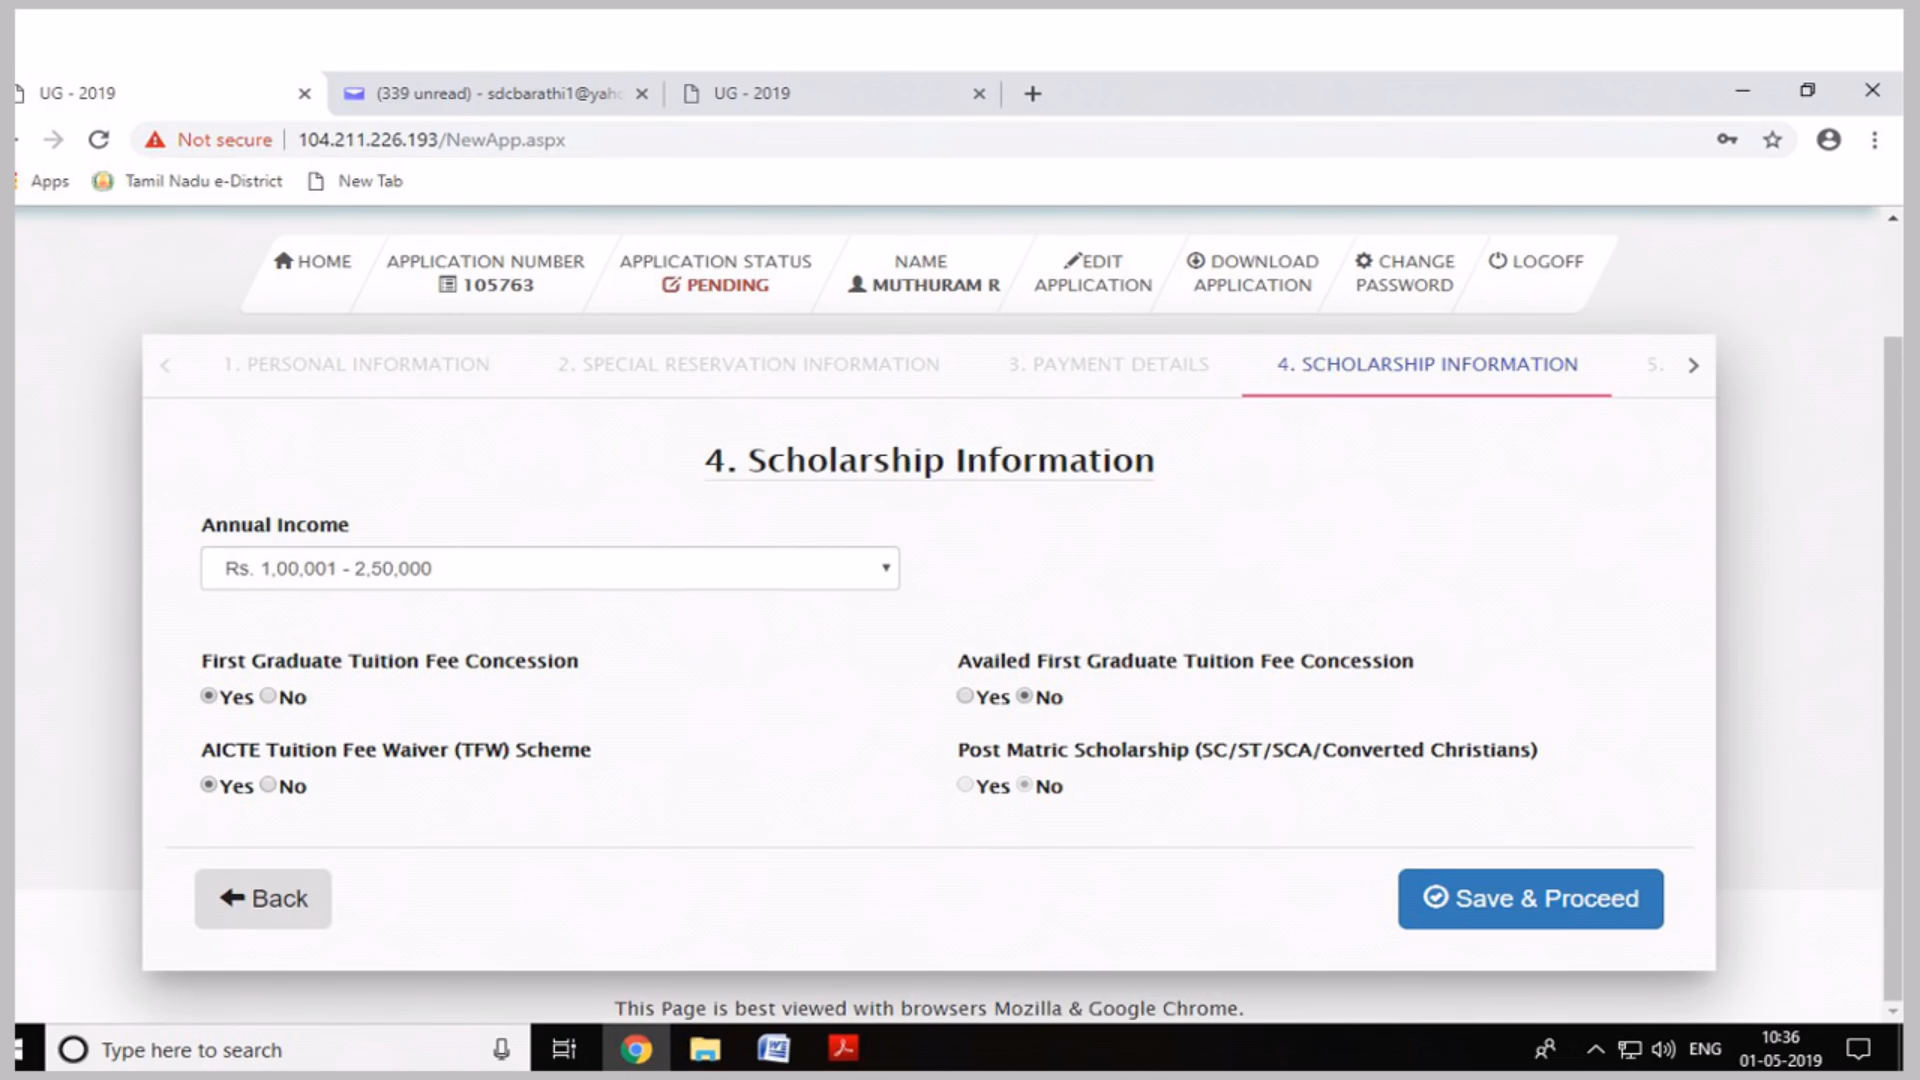 UG - 2019
(339 unread) - sdcbarathi1@yah
UG - 2019
Not secure
104.211.226.193/NewApp.aspx
Apps
Tamil Nadu e-District
New Tab
HOME
APPLICATION NUMBER
105763
APPLICATION STATUS
PENDING
NAME
MUTHURAM R
EDIT
APPLICATION
DOWNLOAD
APPLICATION
CHANGE
PASSWORD
LOGOFF
1. PERSONAL INFORMATION
2. SPECIAL RESERVATION INFORMATION
3. PAYMENT DETAILS
4. SCHOLARSHIP INFORMATION
5.
4. Scholarship Information
Annual Income
Rs. 1,00,001 - 2,50,000
First Graduate Tuition Fee Concession
Yes No
Availed First Graduate Tuition Fee Concession
Yes No
AICTE Tuition Fee Waiver (TFW) Scheme
Yes No
Post Matric Scholarship (SC/ST/SCA/Converted Christians)
Yes No
Back
Save & Proceed
This Page is best viewed with browsers Mozilla & Google Chrome.
Type here to search
ENG
10:36
01-05-2019